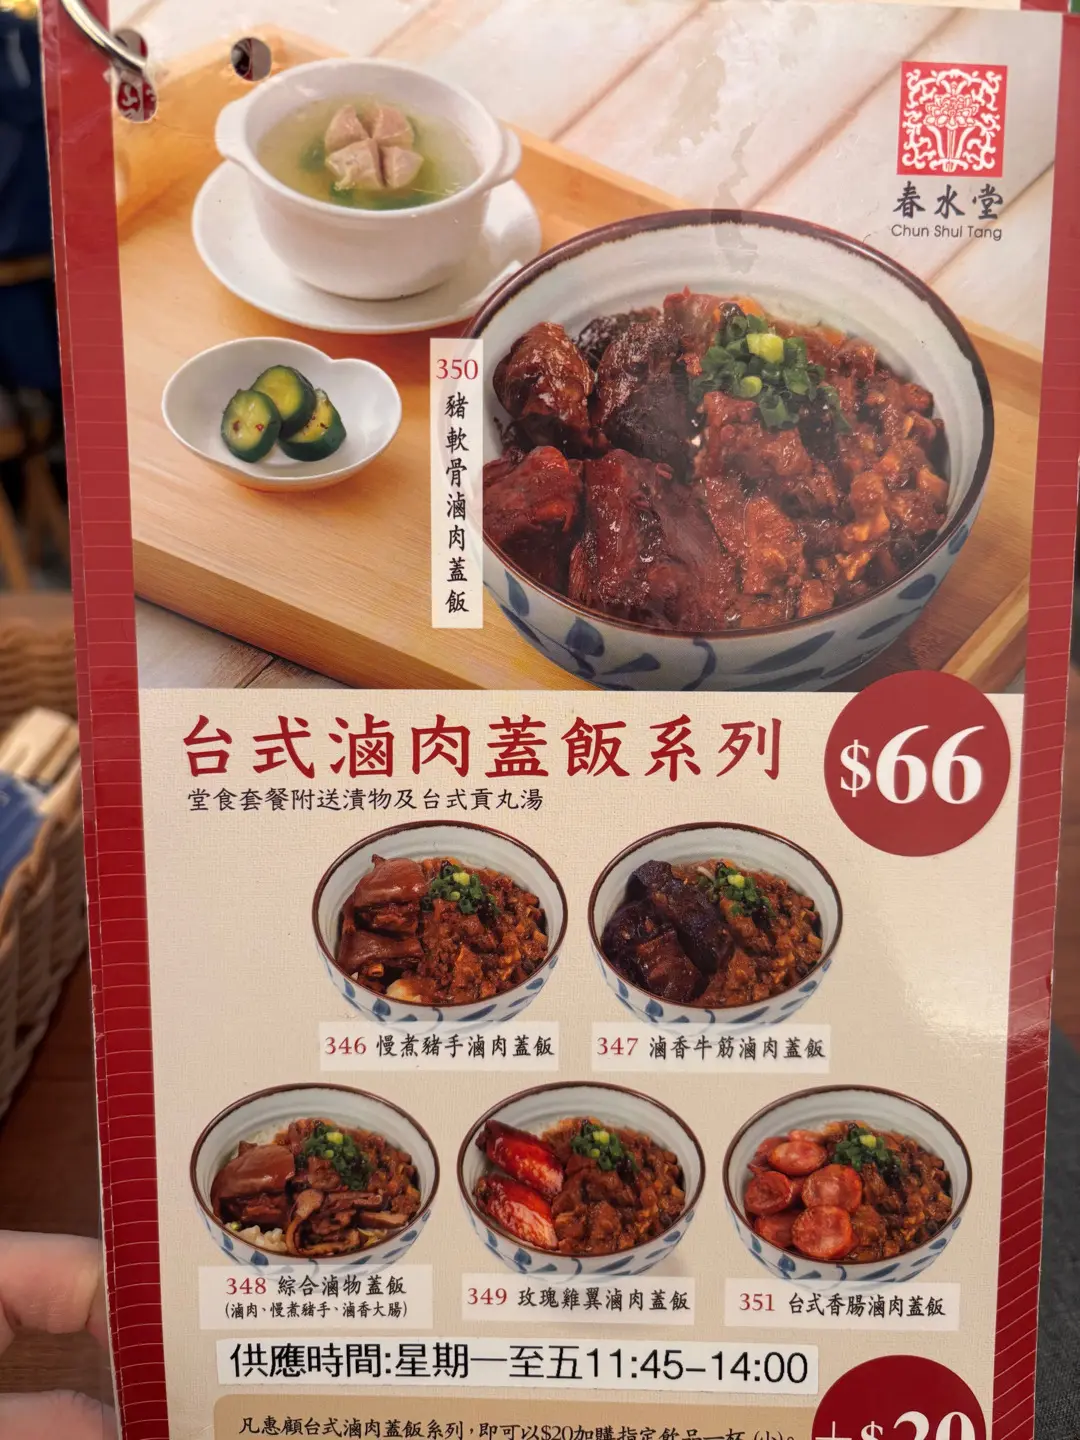 春水堂
Chun Shui Tang
350
豬軟骨滷肉蓋飯
台式滷肉蓋飯系列
$66
堂食套餐附送漬物及台式貢丸湯
346 慢煮豬手滷肉蓋飯
347 滷香牛筋滷肉蓋飯
348 綜合滷物蓋飯
(滷肉、慢煮豬手、滷香大腸)
349 玫瑰雞翼滷肉蓋飯
351 台式香腸滷肉蓋飯
供應時間:星期一至五11:45-14:00
凡惠顧台式滷肉蓋飯系列,即可以$20加購指定飲品一杯(小)。
+$20